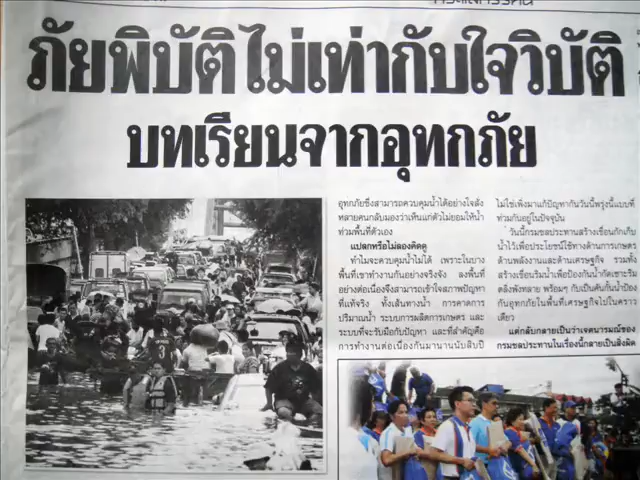 ภัยพิบัติไม่เท่ากับใจวิบัติ
บทเรียนจากอุทกภัย
อุทกภัยซึ่งสามารถควบคุมน้ำได้อย่างใจสั่ง
หลายคนกลับมองว่าเห็นแก่ตัวไม่ยอมให้น้ำ
ท่วมพื้นที่ตัวเอง
แปลกหรือไม่ลองคิดดู
ทำไมจะควบคุมน้ำไม่ได้ เพราะในบาง
พื้นที่เขาทำงานกันอย่างจริงจัง ลงพื้นที่
อย่างต่อเนื่องจึงสามารถเข้าใจสภาพปัญหา
ที่แท้จริง ทั้งเส้นทางน้ำ การคาดการ
ปริมาณน้ำ ระบบการผลิตการเกษตร และ
ระบบที่จะรับมือกับปัญหา และที่สำคัญคือ
การทำงานต่อเนื่องกันมานานนับสิบปี
ไม่ใช่เพิ่งมาแก้ปัญหากันวันนี้พรุ่งนี้แบบที่
ท่วมกันอยู่ในปัจจุบัน
วันนี้กรมชลประทานสร้างเขื่อนกักเก็บ
น้ำไว้เพื่อประโยชน์ใช้ทางด้านการเกษตร
ด้านพลังงานและด้านเศรษฐกิจ รวมทั้ง
สร้างเขื่อนริมน้ำเพื่อป้องกันน้ำกัดเซาะริม
ตลิ่งพังทลาย พร้อมๆ กับเป็นคันกั้นน้ำป้อง
กันอุทกภัยในพื้นที่เศรษฐกิจไปในคราว
เดียว
แต่กลับกลายเป็นว่าเจตนารมณ์ของ
กรมชลประทานในเรื่องนี้กลายเป็นสิ่งผิด
3